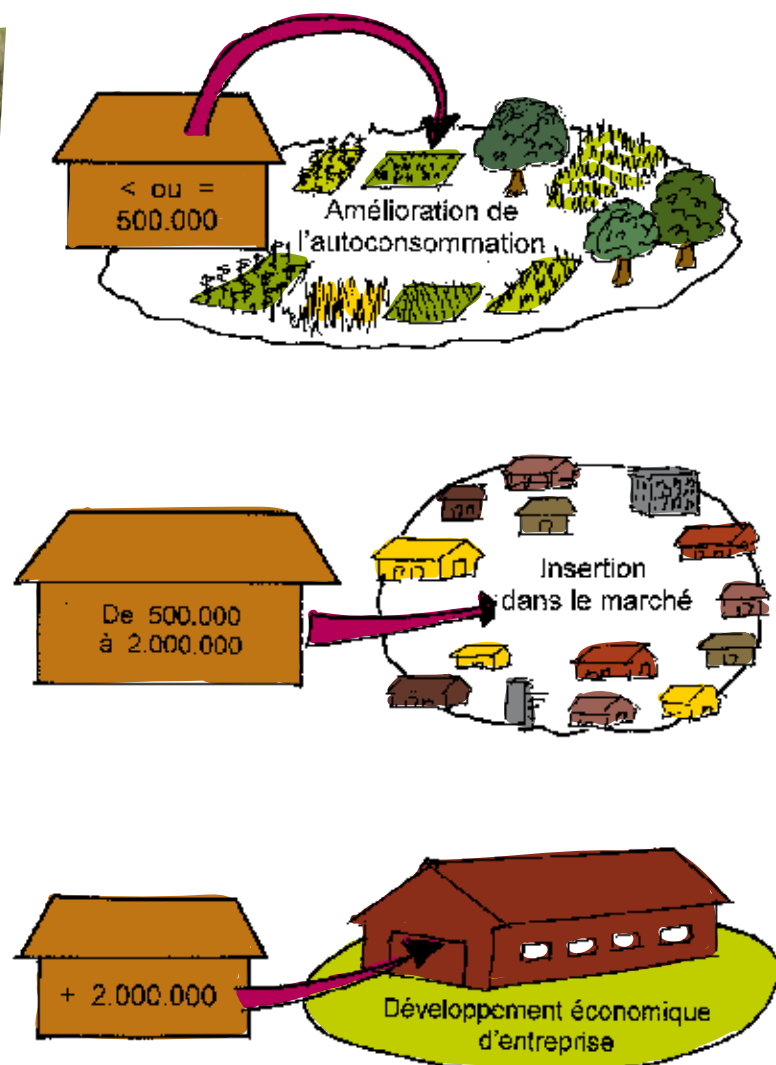 < ou =
500.000
Amélioration de
l'autoconsommation
De 500.000
à 2.000.000
Insertion
dans le marché
+ 2.000.000
Développement économique
d'entreprise